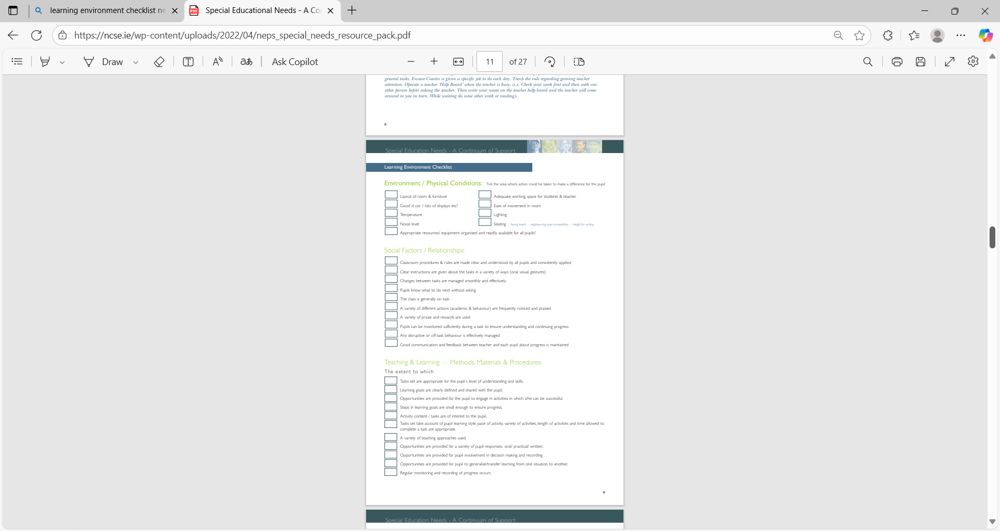 learning environment checklist ne
Special Educational Needs - A Co
https://ncse.ie/wp-content/uploads/2022/04/neps_special_needs_resource_pack.pdf
Draw
Ask Copilot
11 of 27
general tasks. Ensure Ciarán is given a specific job to do each day. Teach the rule regarding gaining teacher
attention. Operate a teacher 'Help Board' when the teacher is busy, (i.e. Check your work first and then with one
other person before asking the teacher. Then write your name on the teacher help board and the teacher will come
around to you in turn. While waiting do some other work or reading).
8
Special Education Needs - A Continuum of Support
Learning Environment Checklist
Environment / Physical Conditions: Tick the area where action could be taken to make a difference for the pupil
Layout of room & furniture
Adequate working space for students & teacher
Good d cor / lots of displays etc?
Ease of movement in room
Temperature
Lighting
Noise level
Seating - facing board - neighbouring pupil compatibility - height for writing
Appropriate resources/ equipment organised and readily available for all pupils?
Social Factors / Relationships:
Classroom procedures & rules are made clear and understood by all pupils and consistently applied
Clear instructions are given about the tasks in a variety of ways (oral, visual, gestures)
Changes between tasks are managed smoothly and effectively
Pupils know what to do next without asking
The class is generally on task
A variety of different actions (academic & behaviour) are frequently noticed and praised
A variety of praise and rewards are used
Pupils can be monitored sufficiently during a task to ensure understanding and continuing progress
Any disruptive or off-task behaviour is effectively managed
Good communication and feedback between teacher and each pupil about progress is maintained
Teaching & Learning - Methods, Materials & Procedures:
The extent to which
Tasks set are appropriate for the pupil s level of understanding and skills.
Learning goals are clearly defined and shared with the pupil.
Opportunities are provided for the pupil to engage in activities in which s/he can be successful.
Steps in learning goals are small enough to ensure progress.
Activity content / tasks are of interest to the pupil.
Tasks set take account of pupil learning style: pace of activity, variety of activities, length of activities and time allowed to
complete a task are appropriate.
A variety of teaching approaches used.
Opportunities are provided for a variety of pupil responses- oral/ practical/ written.
Opportunities are provided for pupil involvement in decision making and recording .
Opportunities are provided for pupil to generalise/transfer learning from one situation to another.
Regular monitoring and recording of progress occurs
9
Special Education Needs - A Continuum of Support